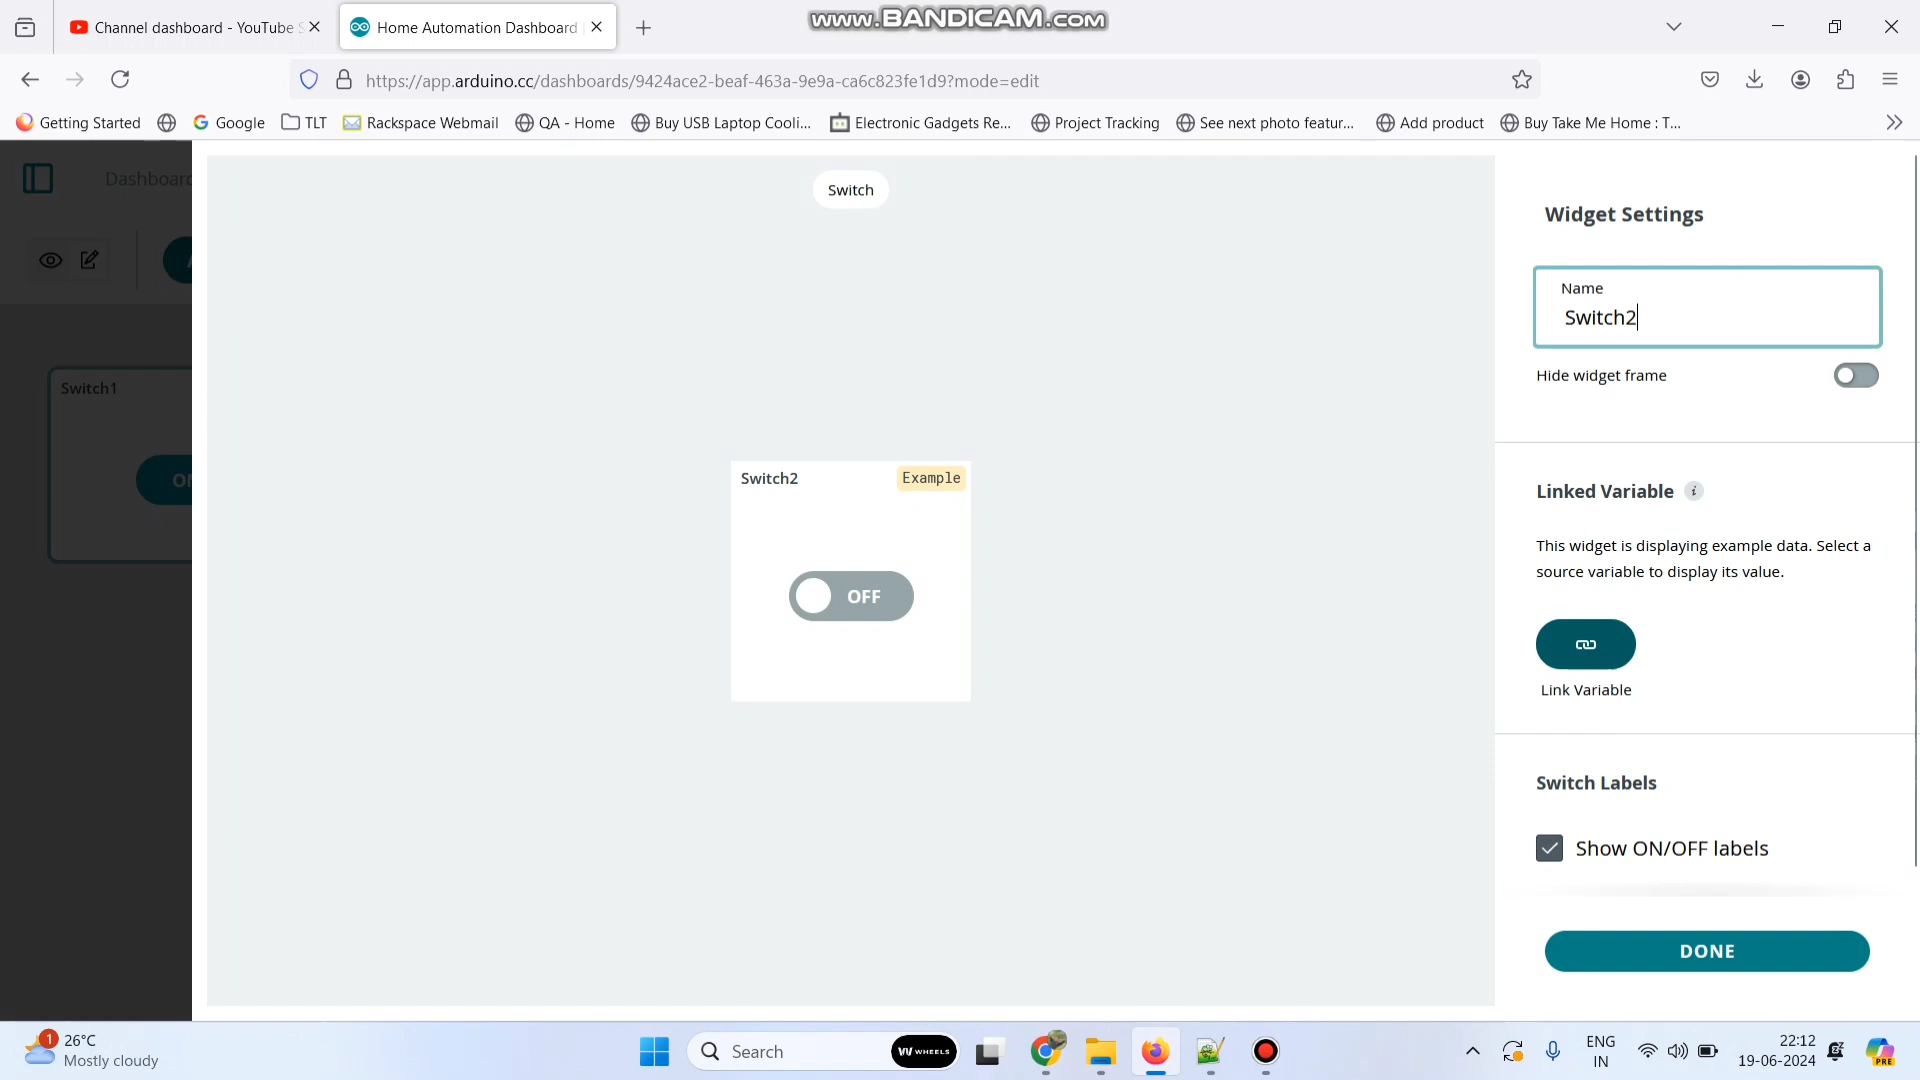 Channel dashboard - YouTube S
Home Automation Dashboard
www.BANDICAM.com
https://app.arduino.cc/dashboards/9424ace2-beaf-463a-9e9a-ca6c823fe1d9?mode=edit
Getting Started
Google
TLT
Rackspace Webmail
QA - Home
Buy USB Laptop Cooli...
Electronic Gadgets Re...
Project Tracking
See next photo featur...
Add product
Buy Take Me Home : T...
Dashboard
Switch
Widget Settings
Name
Switch2
Hide widget frame
Switch1
ON
Switch2
Example
OFF
Linked Variable i
This widget is displaying example data. Select a
source variable to display its value.
Link Variable
Switch Labels
Show ON/OFF labels
DONE
1
26°C
Mostly cloudy
Search
WHEELS
ENG
IN
22:12
19-06-2024
PRE